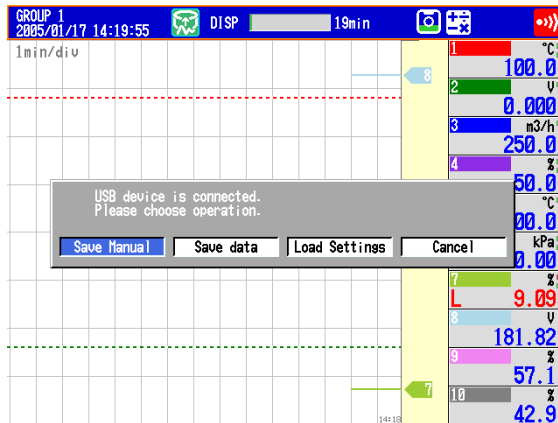 GROUP 1
2005/01/17 14:19:55
DISP
19min
1min/div
8
1 °C
100.0
2 V
0.000
3 m3/h
250.0
4 %
50.0
°C
00.0
kPa
0.00
USB device is connected.
Please choose operation.
Save Manual
Save data
Load Settings
Cancel
7 %
L 9.09
8 V
181.82
9 %
57.1
10 %
42.9
7
14:18